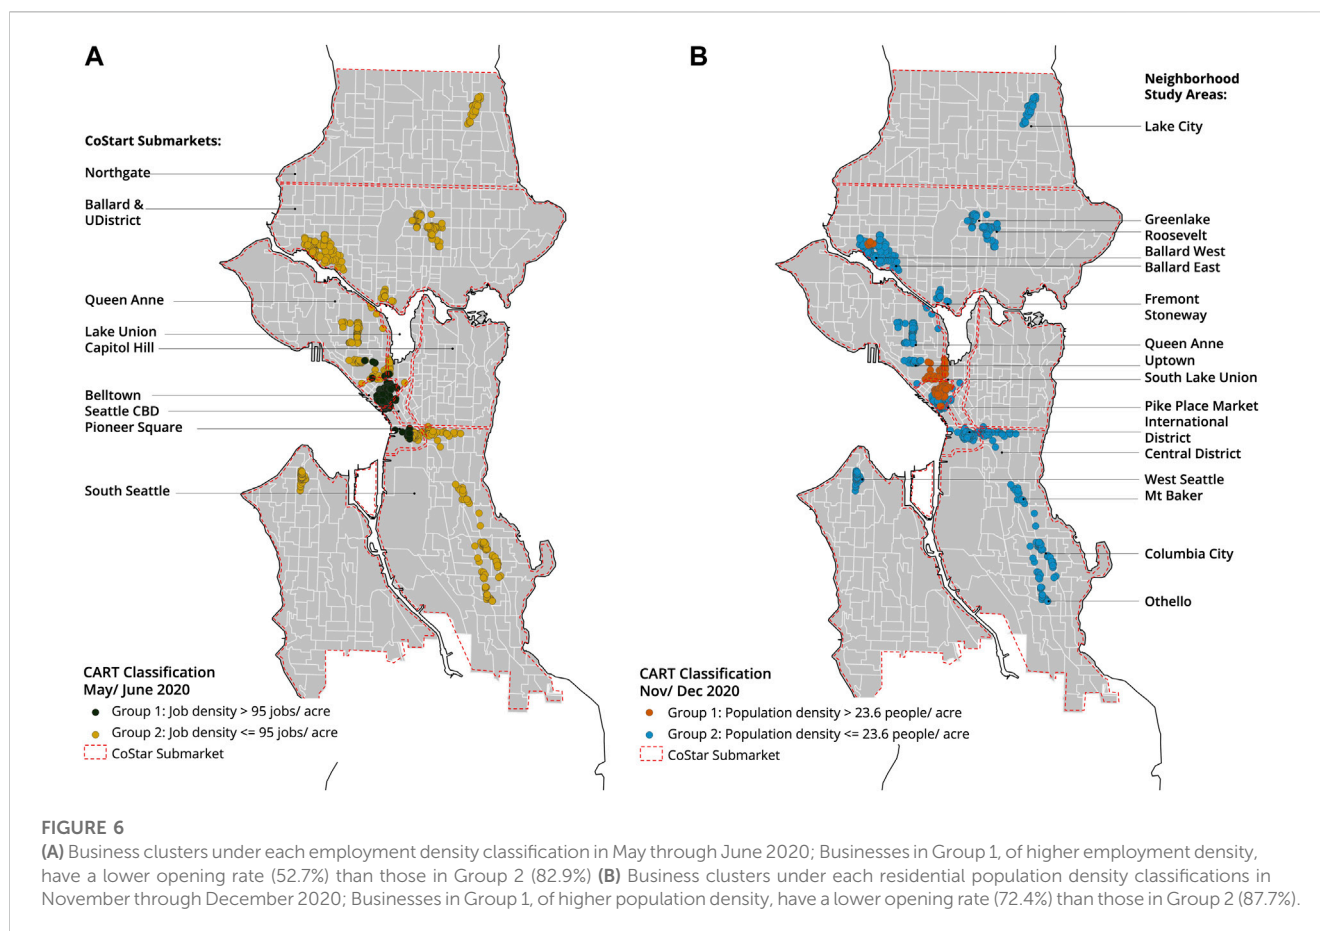 A
CoStart Submarkets:
Northgate
Ballard &
UDistrict
Queen Anne
Lake Union
Capitol Hill
Belltown
Seattle CBD
Pioneer Square
South Seattle
CART Classification
May/ June 2020
Group 1: Job density > 95 jobs/ acre
Group 2: Job density <= 95 jobs/ acre
CoStar Submarket
B
Neighborhood
Study Areas:
Lake City
Greenlake
Roosevelt
Ballard West
Ballard East
Fremont
Stoneway
Queen Anne
Uptown
South Lake Union
Pike Place Market
International
District
Central District
West Seattle
Mt Baker
Columbia City
Othello
CART Classification
Nov/ Dec 2020
Group 1: Population density > 23.6 people/ acre
Group 2: Population density <= 23.6 people/ acre
CoStar Submarket
FIGURE 6
(A) Business clusters under each employment density classification in May through June 2020; Businesses in Group 1, of higher employment density,
have a lower opening rate (52.7%) than those in Group 2 (82.9%) (B) Business clusters under each residential population density classifications in
November through December 2020; Businesses in Group 1, of higher population density, have a lower opening rate (72.4%) than those in Group 2 (87.7%).